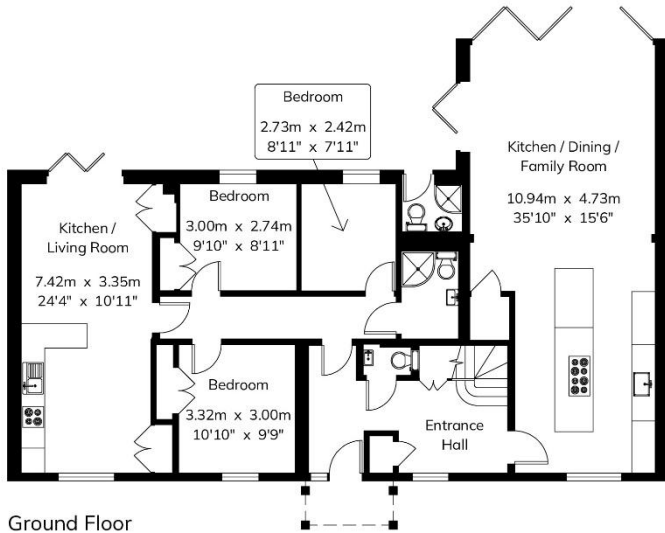 Bedroom
2.73m x 2.42m
8'11" x 7'11"
Kitchen / Dining /
Family Room
10.94m x 4.73m
35'10" x 15'6"
Kitchen /
Living Room
7.42m x 3.35m
24'4" x 10'11"
Bedroom
3.00m x 2.74m
9'10" x 8'11"
Bedroom
3.32m x 3.00m
10'10" x 9'9"
Entrance
Hall
Ground Floor